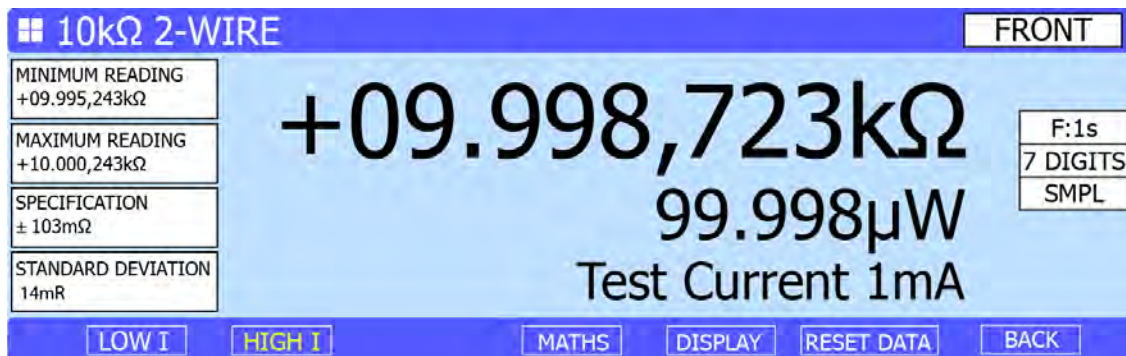 10kΩ 2-WIRE
FRONT
MINIMUM READING
+09.995,243kΩ
MAXIMUM READING
+10.000,243kΩ
SPECIFICATION
± 103mΩ
STANDARD DEVIATION
14mR
+09.998,723kΩ
99.998µW
Test Current 1mA
F:1s
7 DIGITS
SMPL
LOW I
HIGH I
MATHS
DISPLAY
RESET DATA
BACK